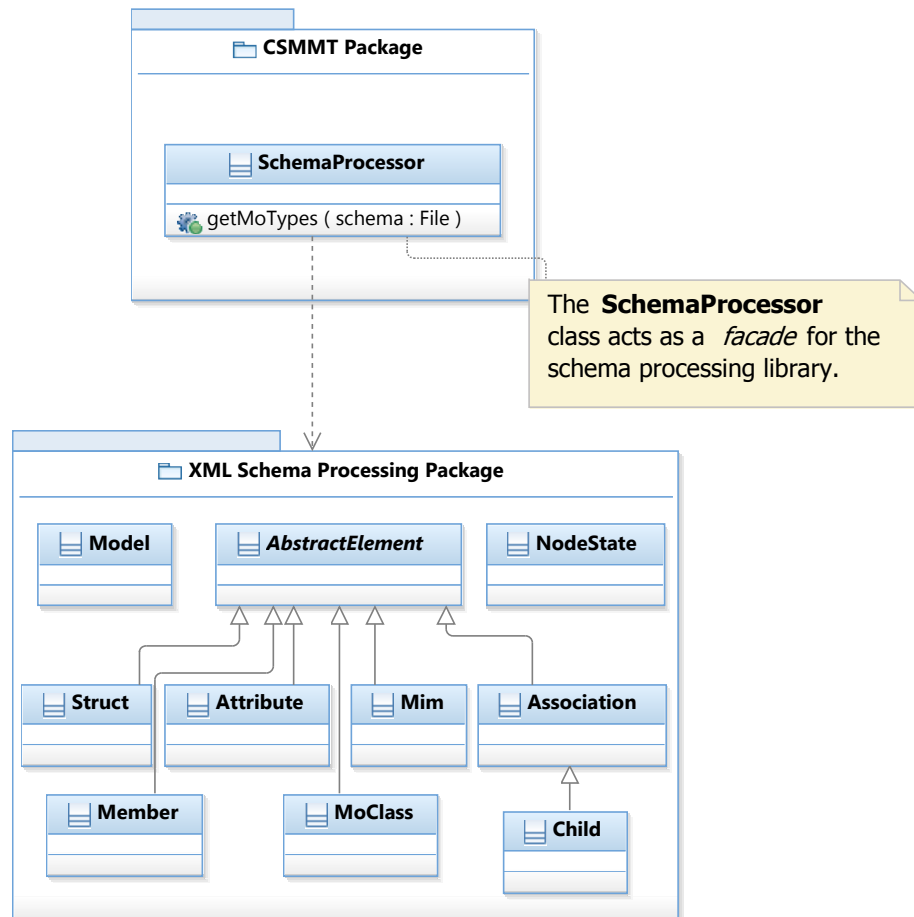 CSMMT Package
SchemaProcessor
getMoTypes ( schema : File )
The SchemaProcessor
class acts as a facade for the
schema processing library.
XML Schema Processing Package
Model
AbstractElement
NodeState
Struct
Attribute
Mim
Association
Member
MoClass
Child